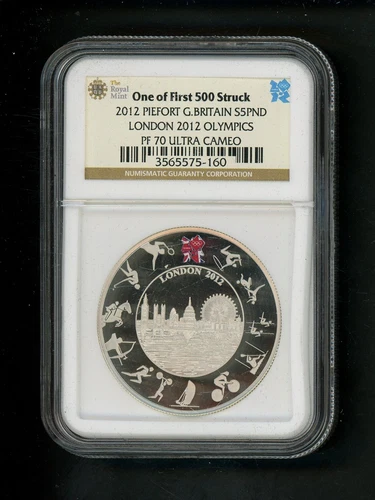 The
Royal
Mint
One of First 500 Struck
2012 PIEFORT G.BRITAIN S5PND
LONDON 2012 OLYMPICS
PF 70 ULTRA CAMEO
3565575-160
NUMISMATIC GUARANTY CORPORATION
LONDON 2012